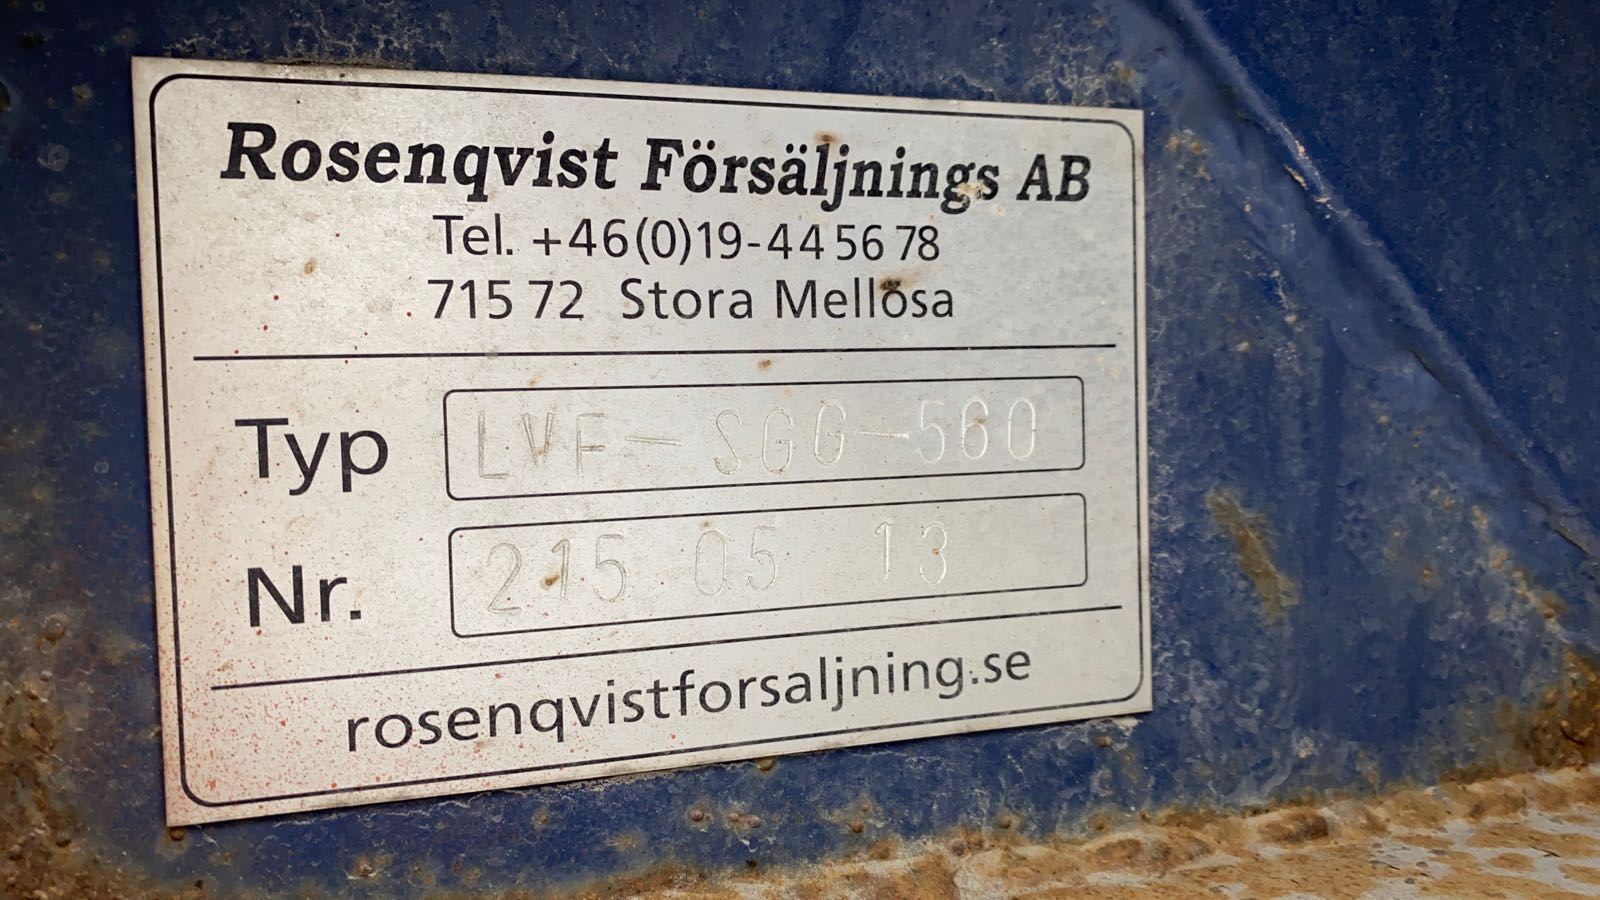 Rosenqvist Försäljnings AB
Tel. +46(0)19-44 56 78
715 72 Stora Mellösa
Typ LVF-SGG-560
Nr. 215 05 13
rosenqvistforsaljning.se